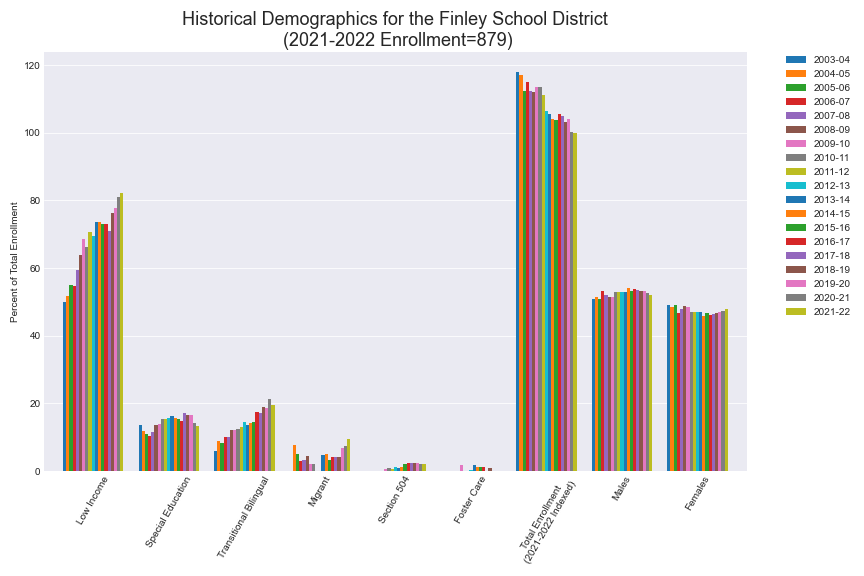 Historical Demographics for the Finley School District
(2021-2022 Enrollment=879)
Percent of Total Enrollment
120
100
80
60
40
20
0
Low Income
Special Education
Transitional Bilingual
Migrant
Section 504
Foster Care
Total Enrollment
(2021-2022 Indexed)
Males
Females
2003-04
2004-05
2005-06
2006-07
2007-08
2008-09
2009-10
2010-11
2011-12
2012-13
2013-14
2014-15
2015-16
2016-17
2017-18
2018-19
2019-20
2020-21
2021-22